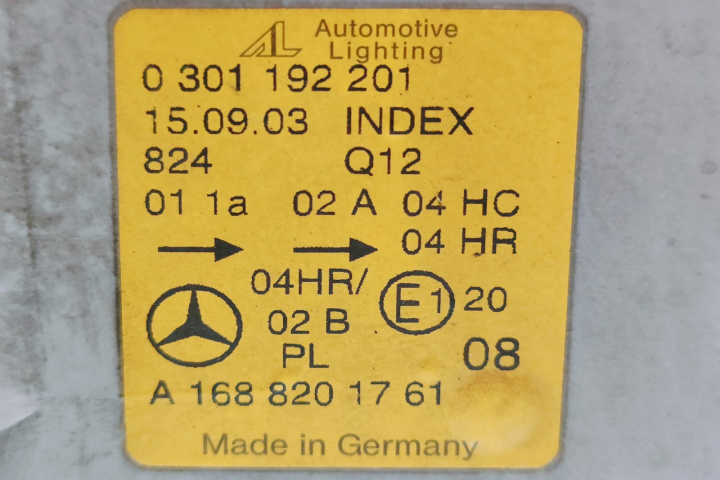 AL Automotive
Lighting
0 301 192 201
15.09.03 INDEX
824 Q12
01 1a 02 A 04 HC
04 HR
04HR/
02 B
E1 20
PL 08
A 168 820 17 61
Made in Germany